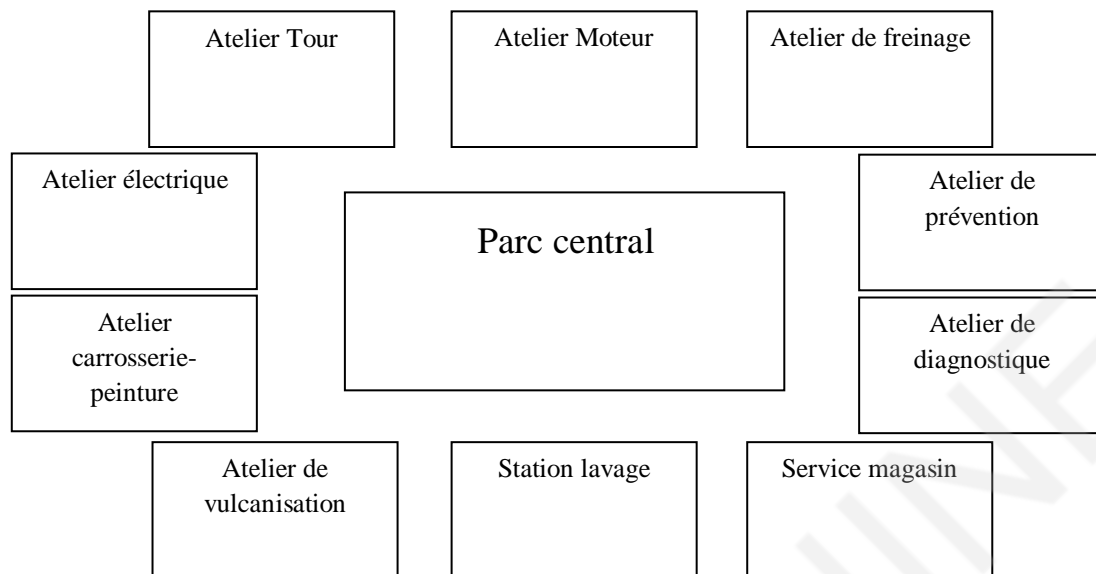 Atelier Tour
Atelier Moteur
Atelier de freinage
Atelier électrique
Atelier de
prévention
Parc central
Atelier
carrosserie-
peinture
Atelier de
diagnostique
Atelier de
vulcanisation
Station lavage
Service magasin